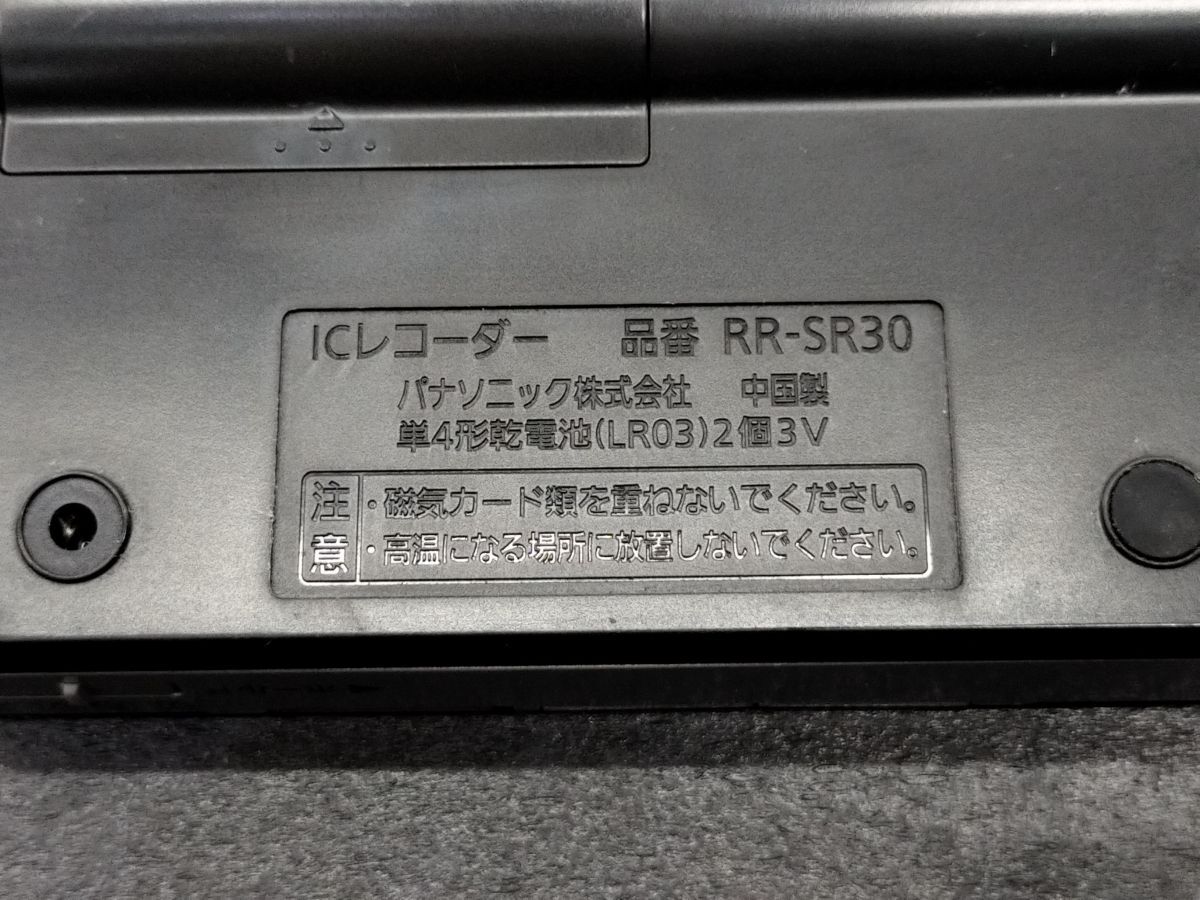 ICレコーダー 品番 RR-SR30
パナソニック株式会社 中国製
単4形乾電池(LR03)2個3V
注意
・磁気カード類を重ねないでください。
・高温になる場所に放置しないでください。